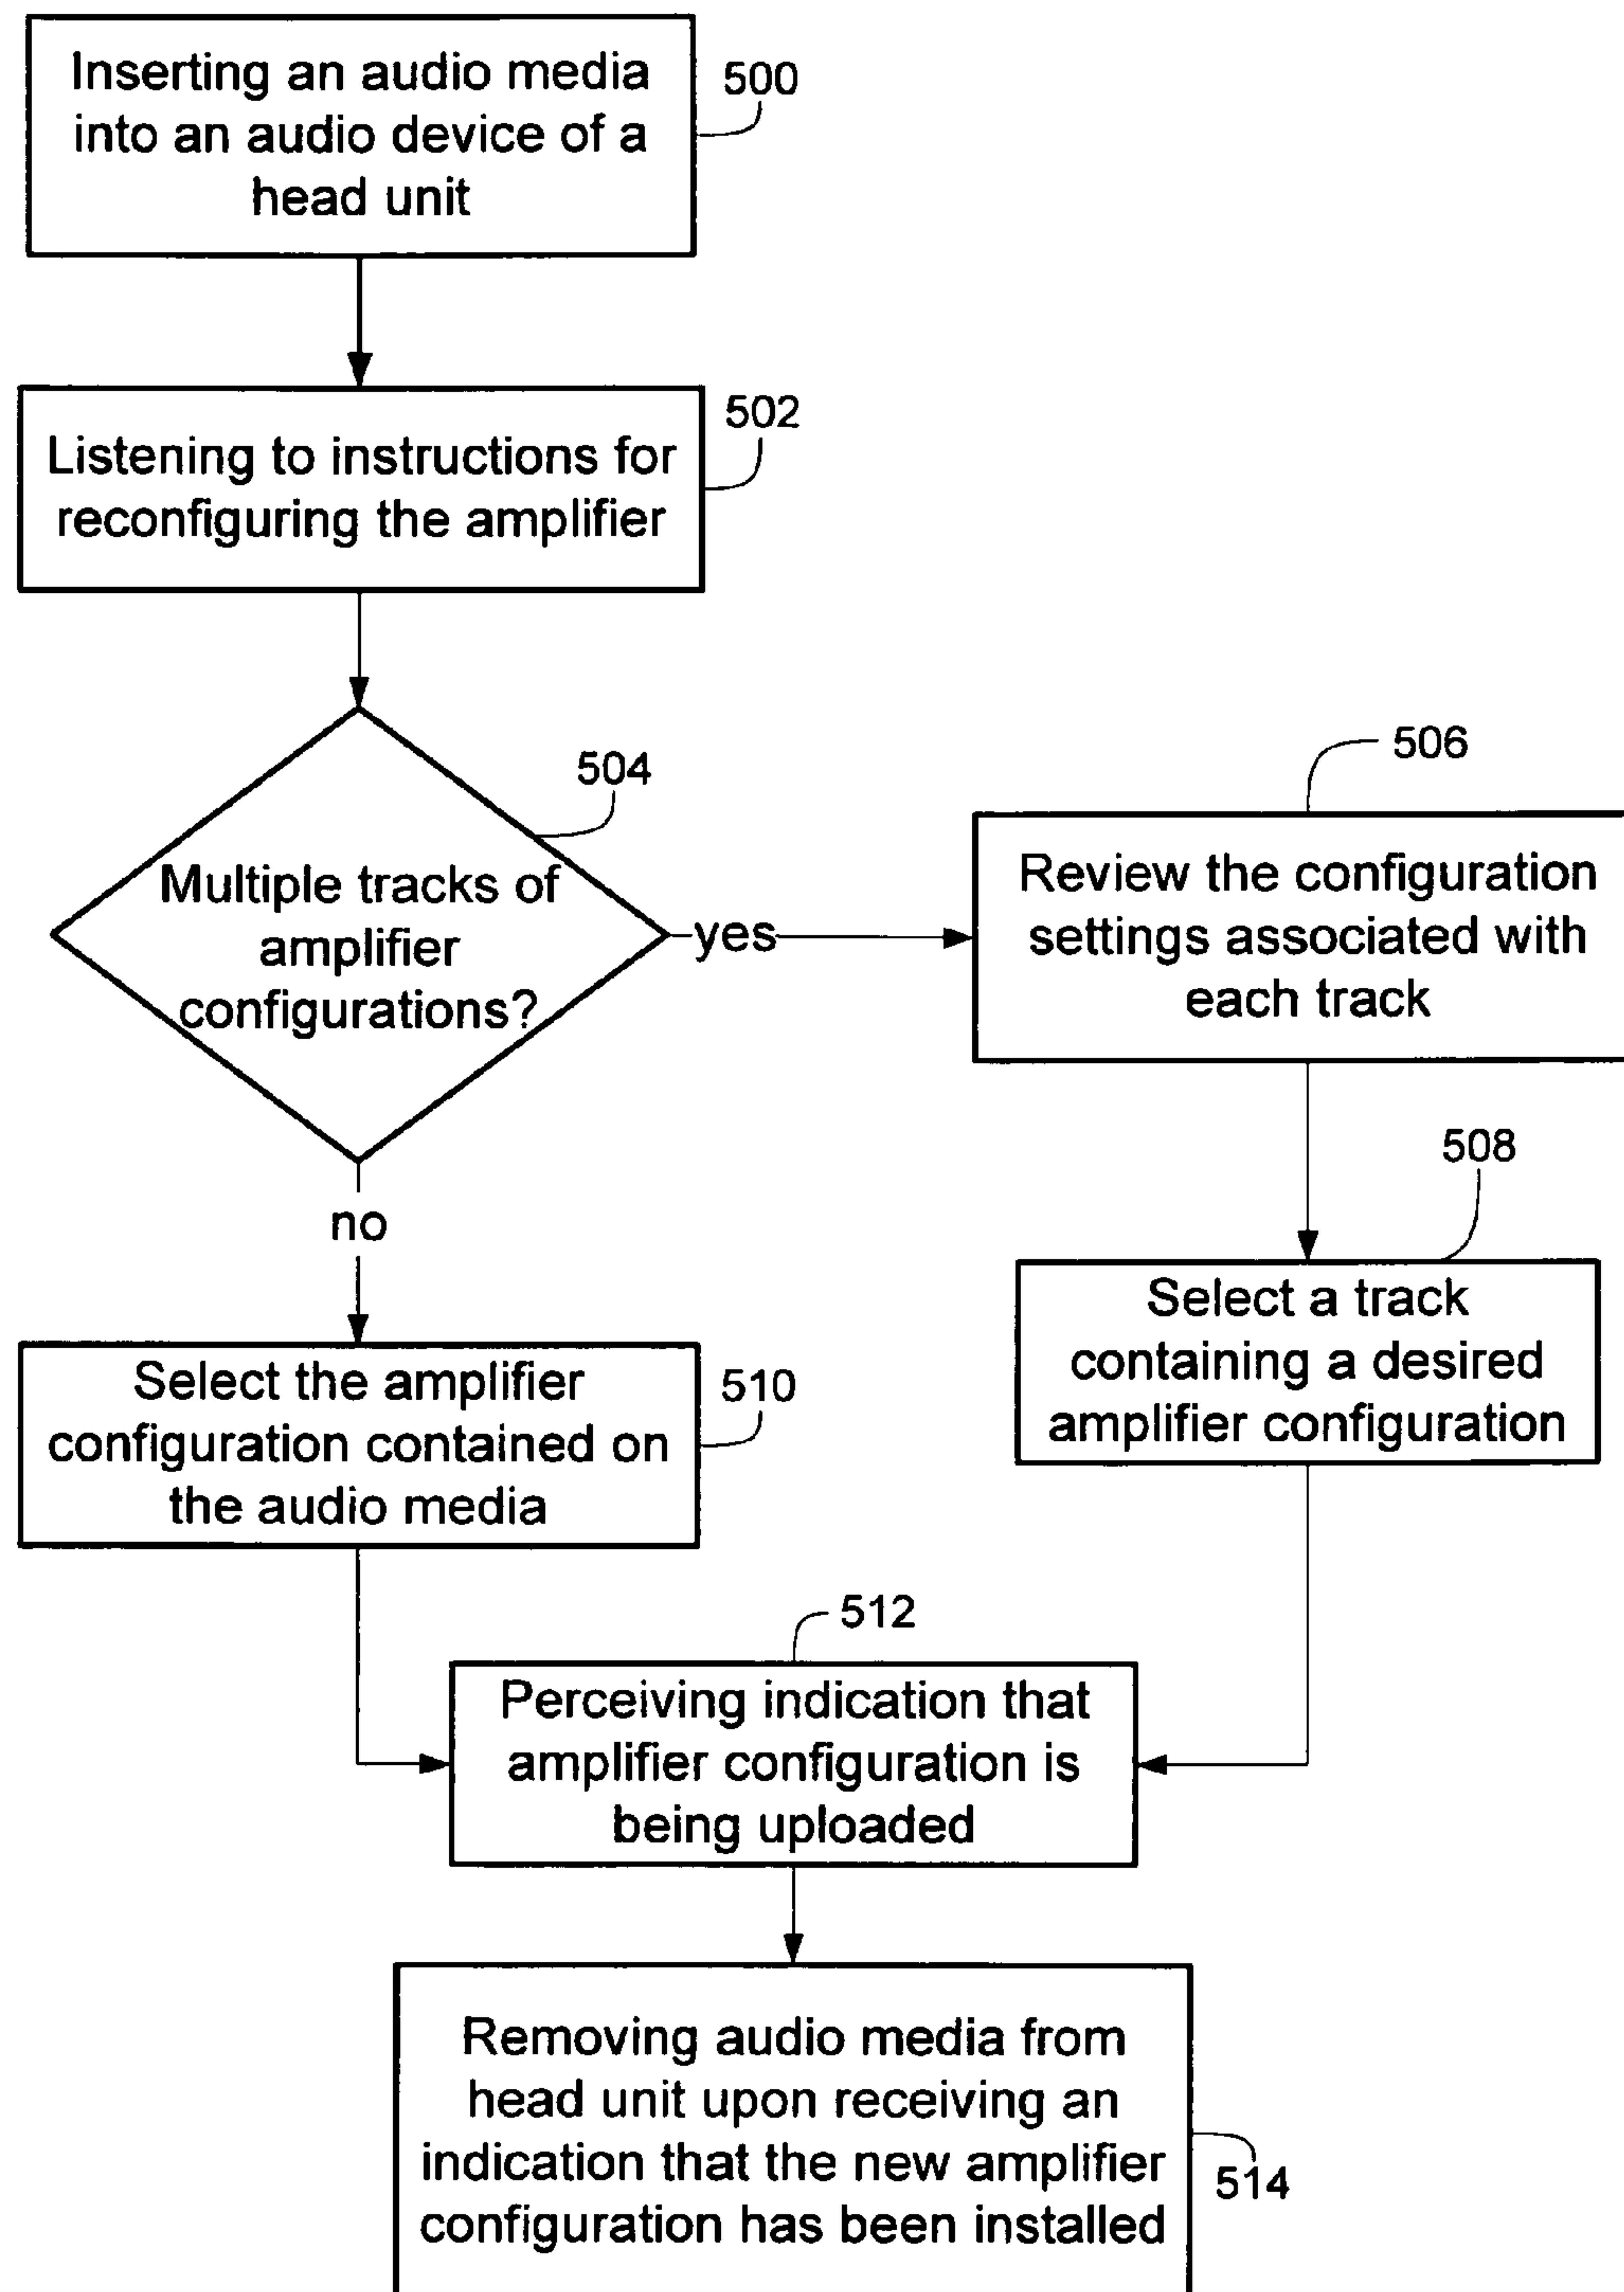 Inserting an audio media
into an audio device of a
head unit
500
Listening to instructions for
reconfiguring the amplifier
502
Multiple tracks of
amplifier
configurations?
504
yes
506
Review the configuration
settings associated with
each track
508
Select a track
containing a desired
amplifier configuration
no
Select the amplifier
configuration contained on
the audio media
510
512
Perceiving indication that
amplifier configuration is
being uploaded
Removing audio media from
head unit upon receiving an
indication that the new amplifier
configuration has been installed
514